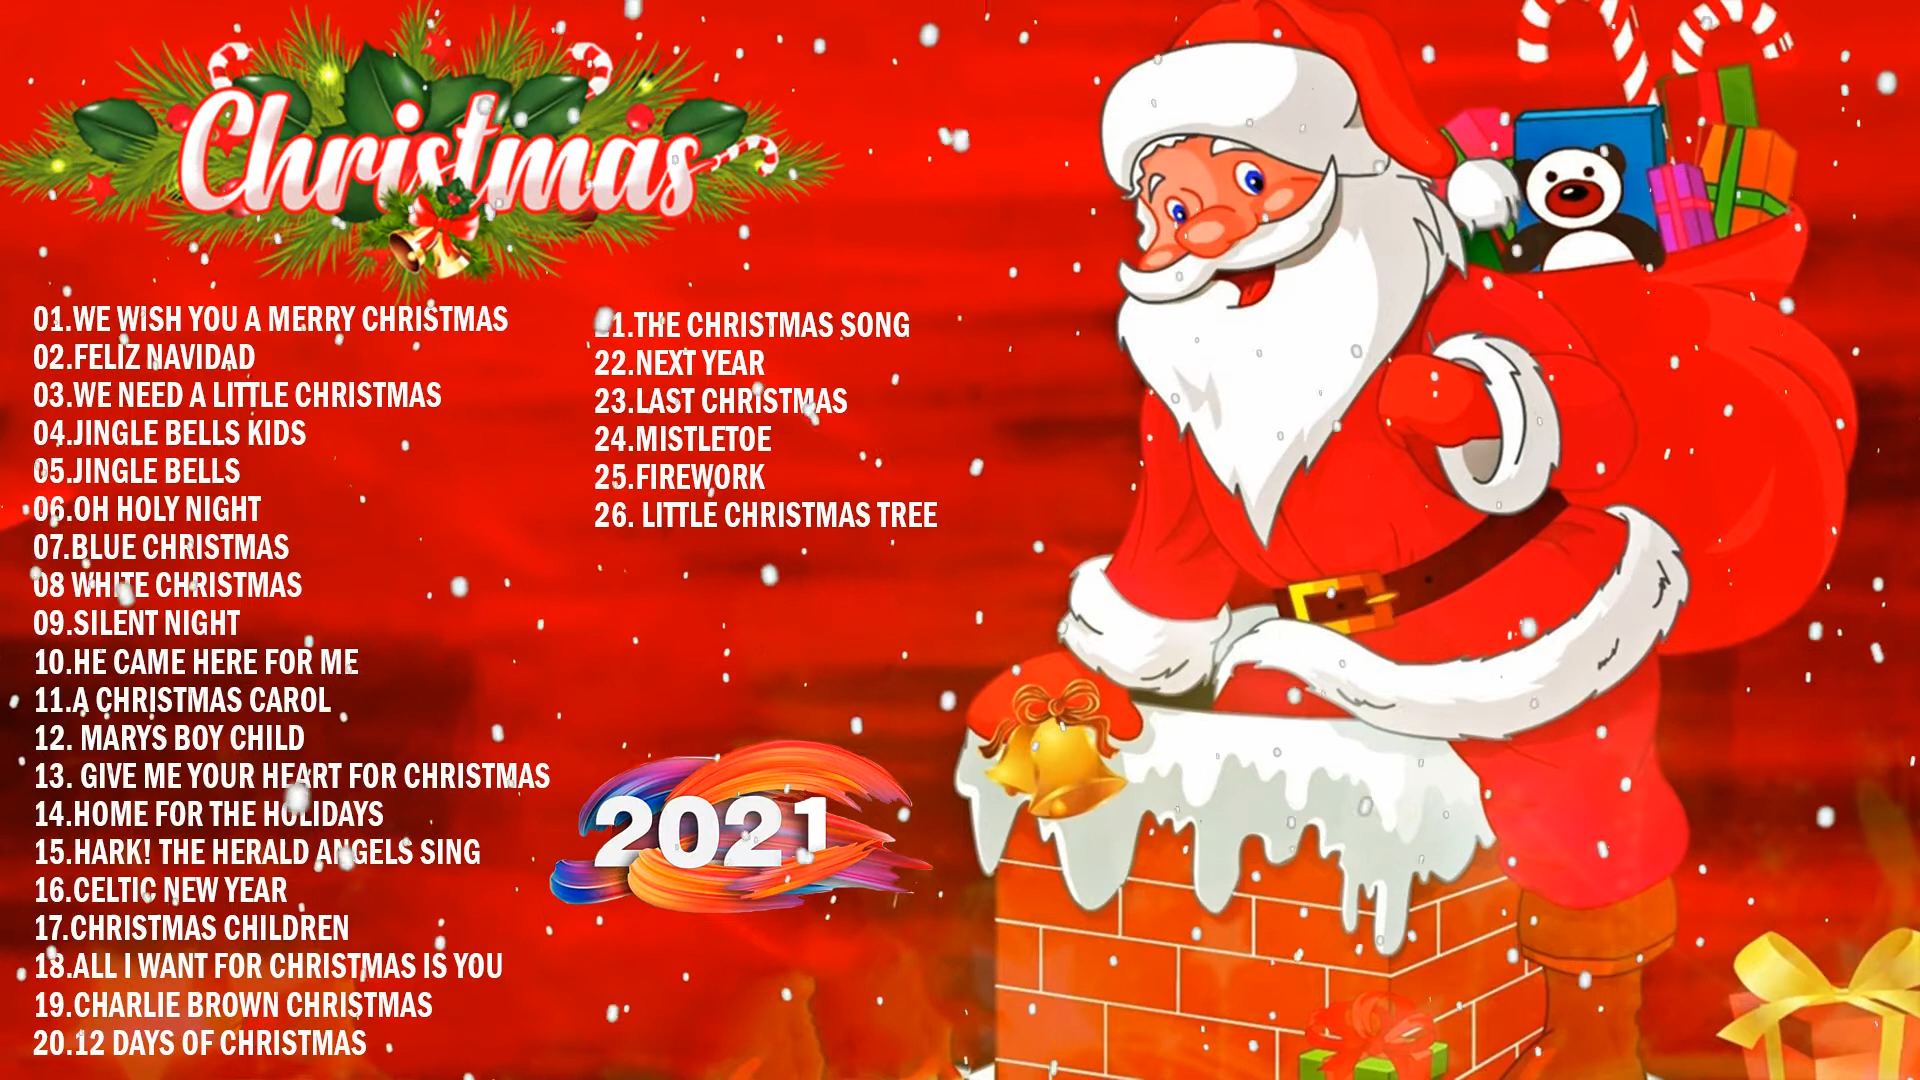 Christmas
01.WE WISH YOU A MERRY CHRISTMAS
02.FELIZ NAVIDAD
03.WE NEED A LITTLE CHRISTMAS
04.JINGLE BELLS KIDS
05.JINGLE BELLS
06.OH HOLY NIGHT
07.BLUE CHRISTMAS
08 WHITE CHRISTMAS
09.SILENT NIGHT
10.HE CAME HERE FOR ME
11.A CHRISTMAS CAROL
12. MARYS BOY CHILD
13. GIVE ME YOUR HEART FOR CHRISTMAS
14.HOME FOR THE HOLIDAYS
15.HARK! THE HERALD ANGELS SING
16.CELTIC NEW YEAR
17.CHRISTMAS CHILDREN
18.ALL I WANT FOR CHRISTMAS IS YOU
19.CHARLIE BROWN CHRISTMAS
20.12 DAYS OF CHRISTMAS
21.THE CHRISTMAS SONG
22.NEXT YEAR
23.LAST CHRISTMAS
24.MISTLETOE
25.FIREWORK
26. LITTLE CHRISTMAS TREE
2021